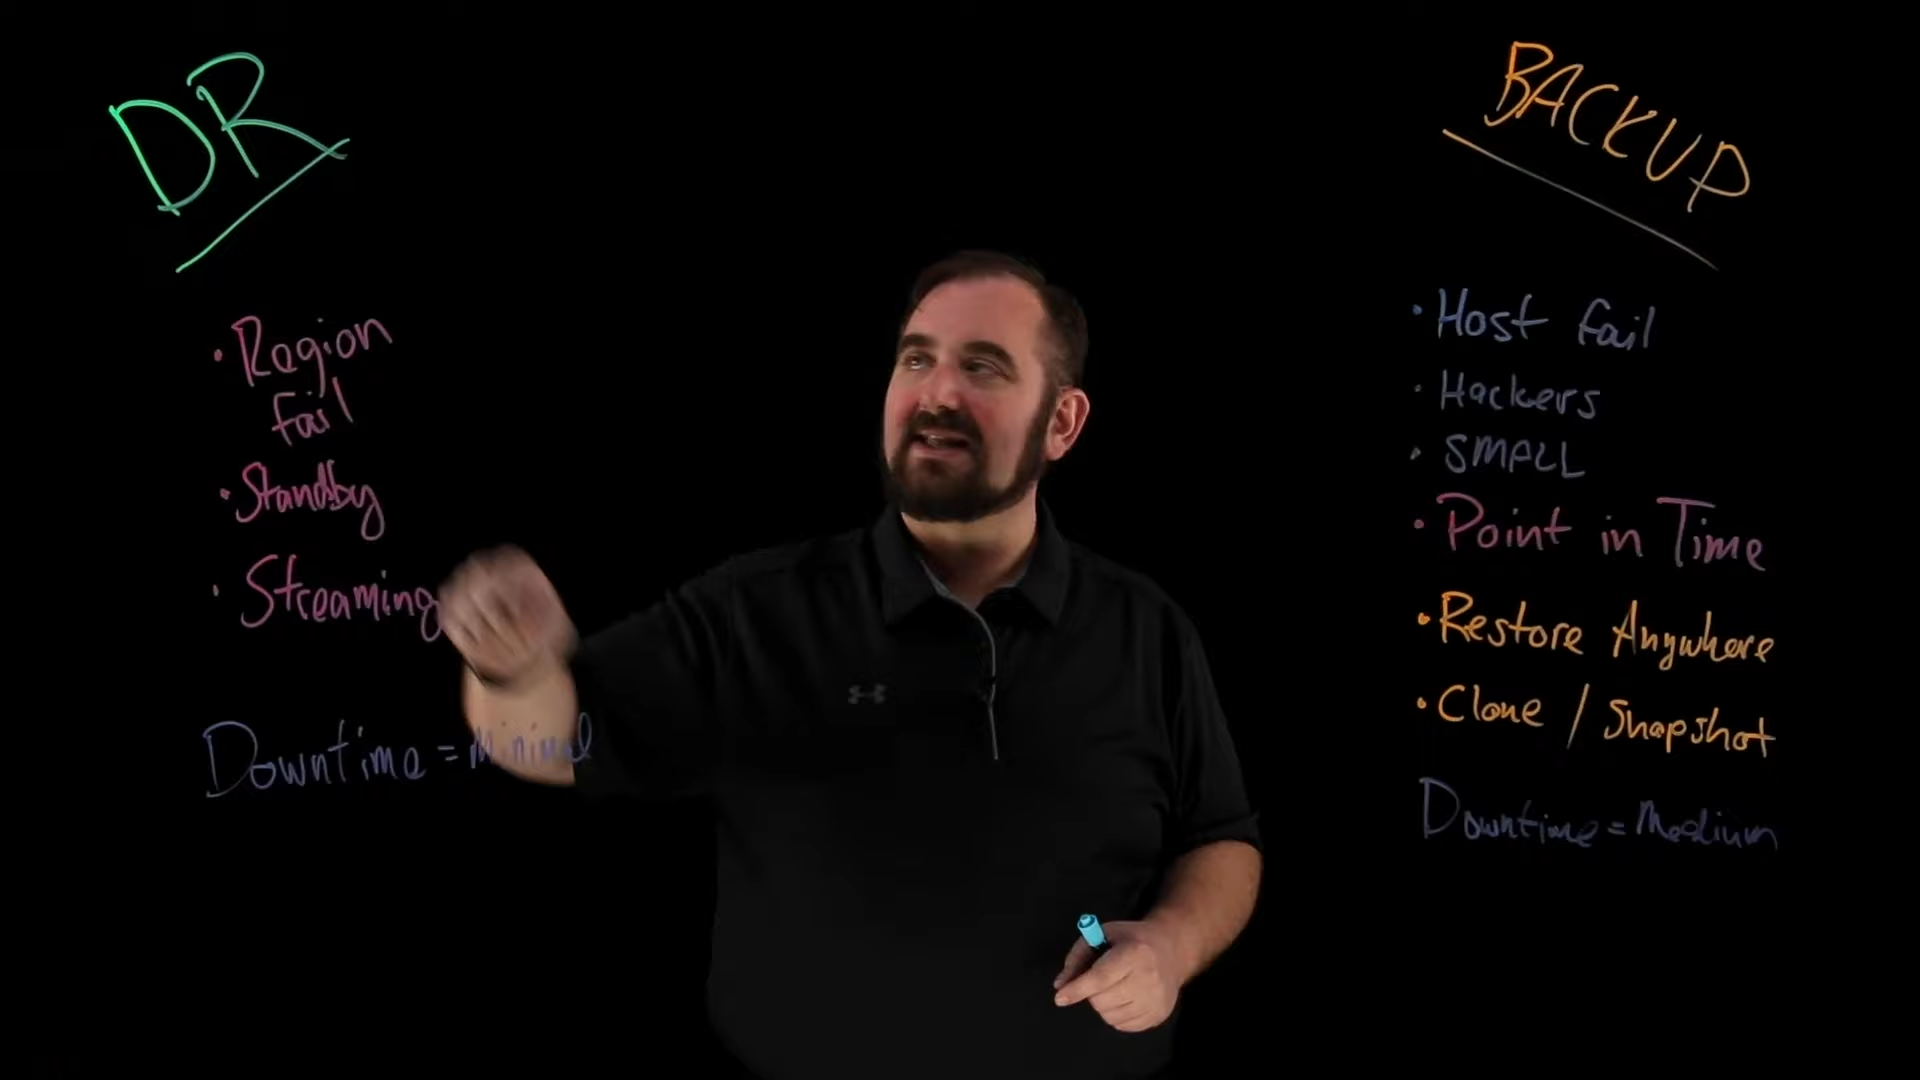 DR
• Region
fail
• Standby
• Streaming
Downtime = Minimal
BACKUP
• Host fail
• Hackers
• SMALL
• Point in Time
• Restore Anywhere
• Clone / Snapshot
Downtime = Medium